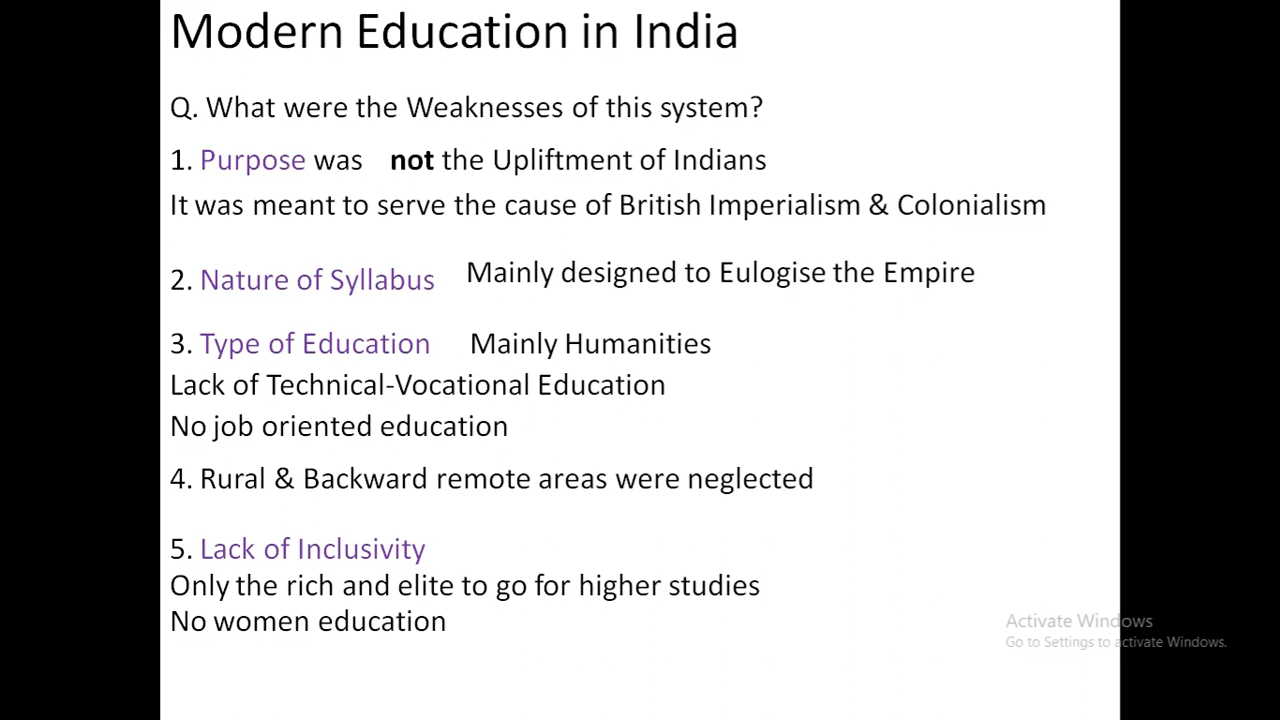 Modern Education in India
Q. What were the Weaknesses of this system?
1. Purpose was not the Upliftment of Indians
It was meant to serve the cause of British Imperialism & Colonialism
2. Nature of Syllabus Mainly designed to Eulogise the Empire
3. Type of Education Mainly Humanities
Lack of Technical-Vocational Education
No job oriented education
4. Rural & Backward remote areas were neglected
5. Lack of Inclusivity
Only the rich and elite to go for higher studies
No women education
Activate Windows
Go to Settings to activate Windows.